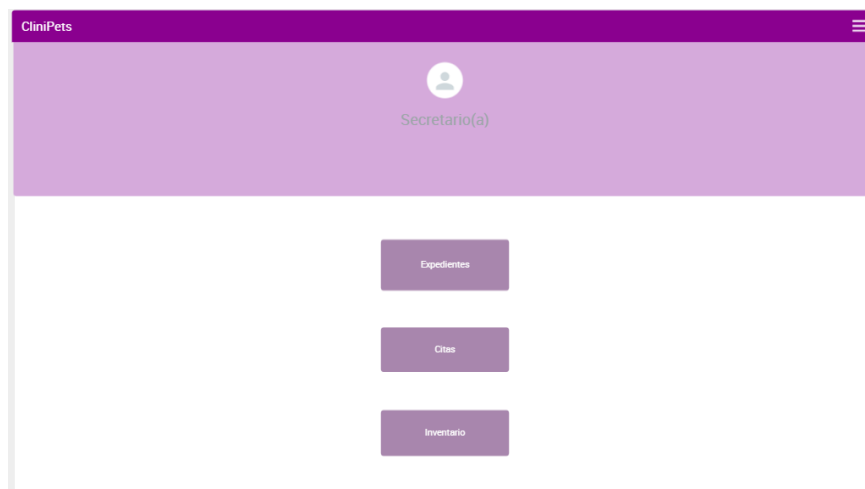 CliniPets
Secretario(a)
Expedientes
Citas
Inventario